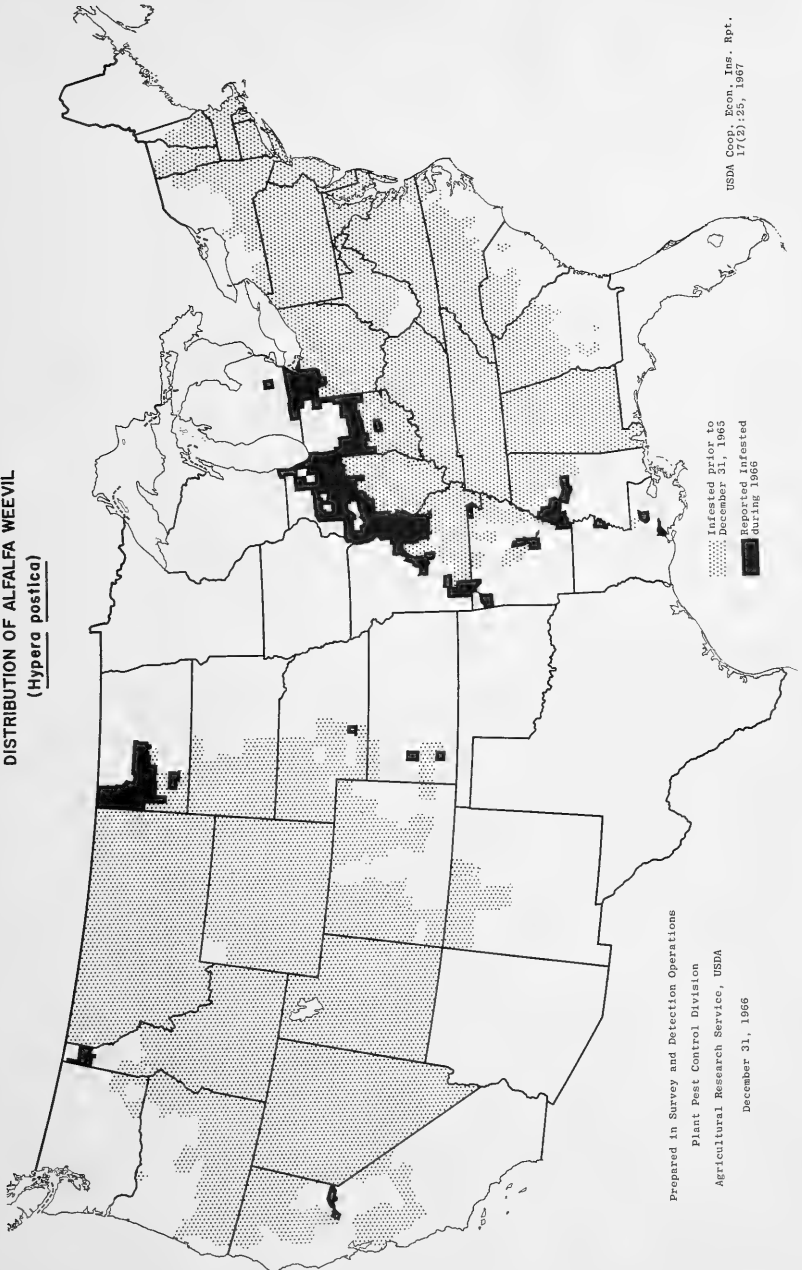 DISTRIBUTION OF ALFALFA WEEVIL
(Hypera postica)
Prepared in Survey and Detection Operations
Plant Pest Control Division
Agricultural Research Service, USDA
December 31, 1966
Infested prior to
December 31, 1965
Reported Infested
during 1966
USDA Coop. Econ. Ins. Rpt.
17(2):25, 1967